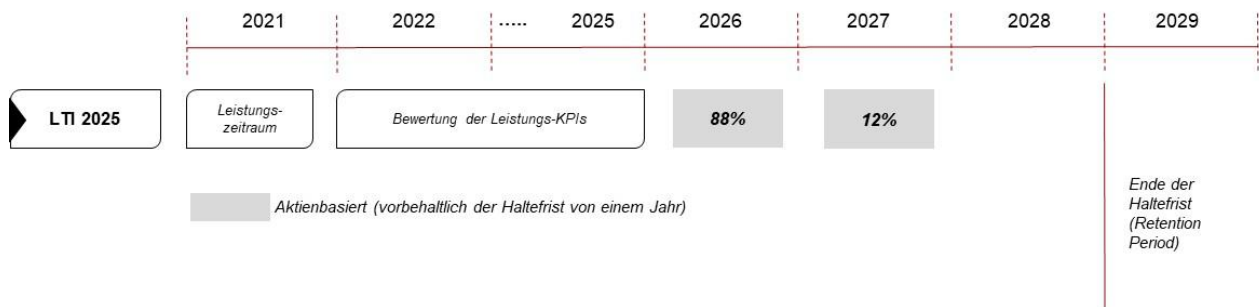 2021 2022 ..... 2025 2026 2027 2028 2029
LTI 2025
Leistungs-
zeitraum
Bewertung der Leistungs-KPIs
88%
12%
Aktienbasiert (vorbehaltlich der Haltefrist von einem Jahr)
Ende der
Haltefrist
(Retention
Period)